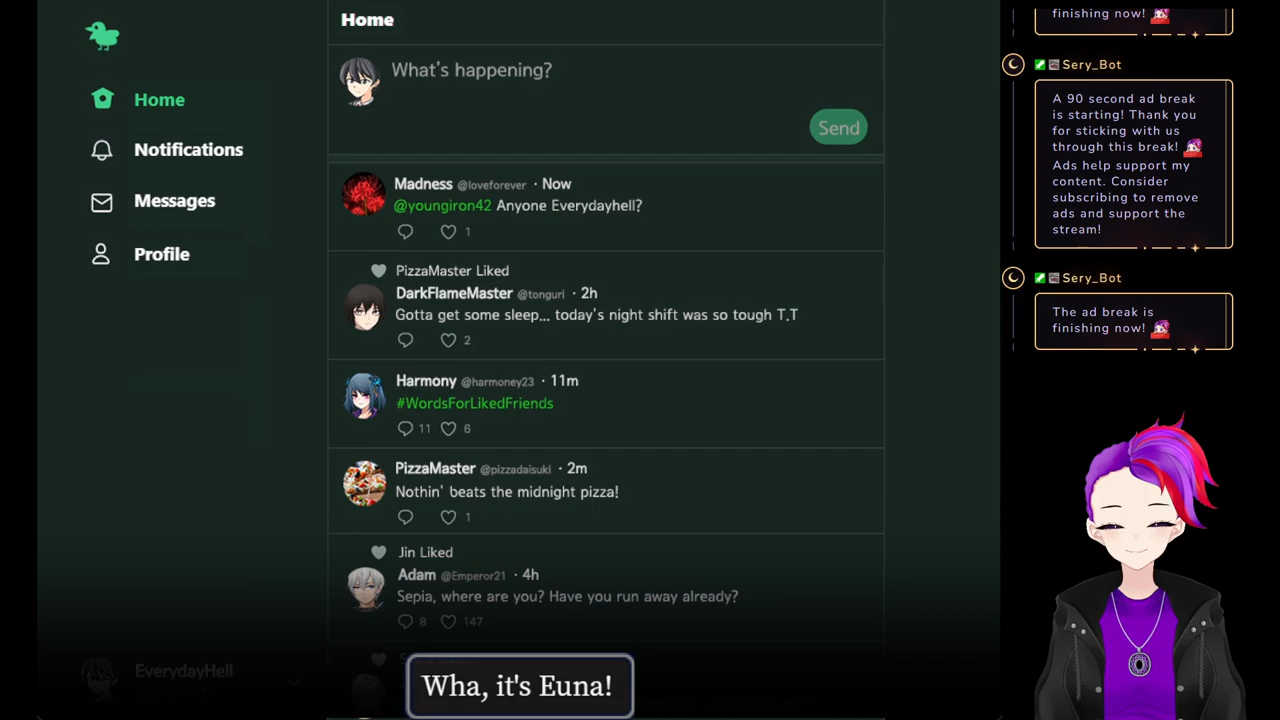 Home
What's happening?
Send
Home
Notifications
Messages
Profile
Madness @loveforever · Now
@youngiron42 Anyone Everydayhell?
1
PizzaMaster Liked
DarkFlameMaster @tonguri · 2h
Gotta get some sleep... today's night shift was so tough T.T
2
Harmony @harmoney23 · 11m
#WordsForLikedFriends
11 6
PizzaMaster @pizzadaisuki · 2m
Nothin' beats the midnight pizza!
1
Jin Liked
Adam @Emperor21 · 4h
Sepia, where are you? Have you run away already?
8 147
EverydayHell
Wha, it's Euna!
finishing now!
Sery_Bot
A 90 second ad break
is starting! Thank you
for sticking with us
through this break!
Ads help support my
content. Consider
subscribing to remove
ads and support the
stream!
Sery_Bot
The ad break is
finishing now!